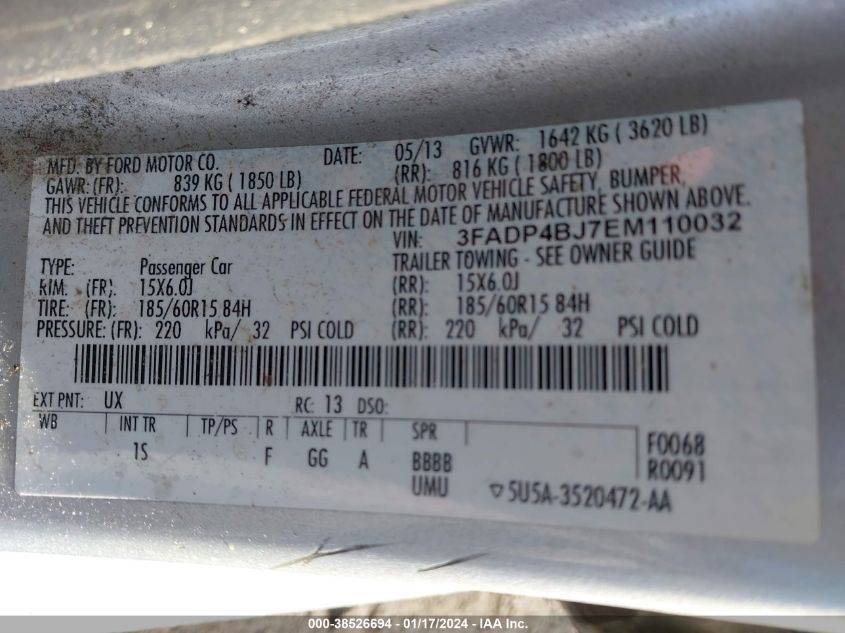 MFD. BY FORD MOTOR CO. DATE: 05/13 GVWR: 1642 KG ( 3620 LB)
GAWR: (FR): 839 KG ( 1850 LB) (RR): 816 KG ( 1800 LB)
THIS VEHICLE CONFORMS TO ALL APPLICABLE FEDERAL MOTOR VEHICLE SAFETY, BUMPER,
AND THEFT PREVENTION STANDARDS IN EFFECT ON THE DATE OF MANUFACTURE SHOWN ABOVE.
VIN: 3FADP4BJ7EM110032
TYPE: Passenger Car TRAILER TOWING - SEE OWNER GUIDE
RIM. (FR). 15X6.0J (RR): 15X6.0J
TIRE: (FR): 185/60R15 84H (RR): 185/60R15 84H
PRESSURE: (FR): 220 kPa/ 32 PSI COLD (RR): 220 kPa/ 32 PSI COLD
EXT PNT: UX RC: 13 DSO:
WB INT TR TP/PS R AXLE TR SPR F0068
1S F GG A BBBB R0091
UMU ▽5U5A-3520472-AA
000-38526694 - 01/17/2024 - IAA Inc.